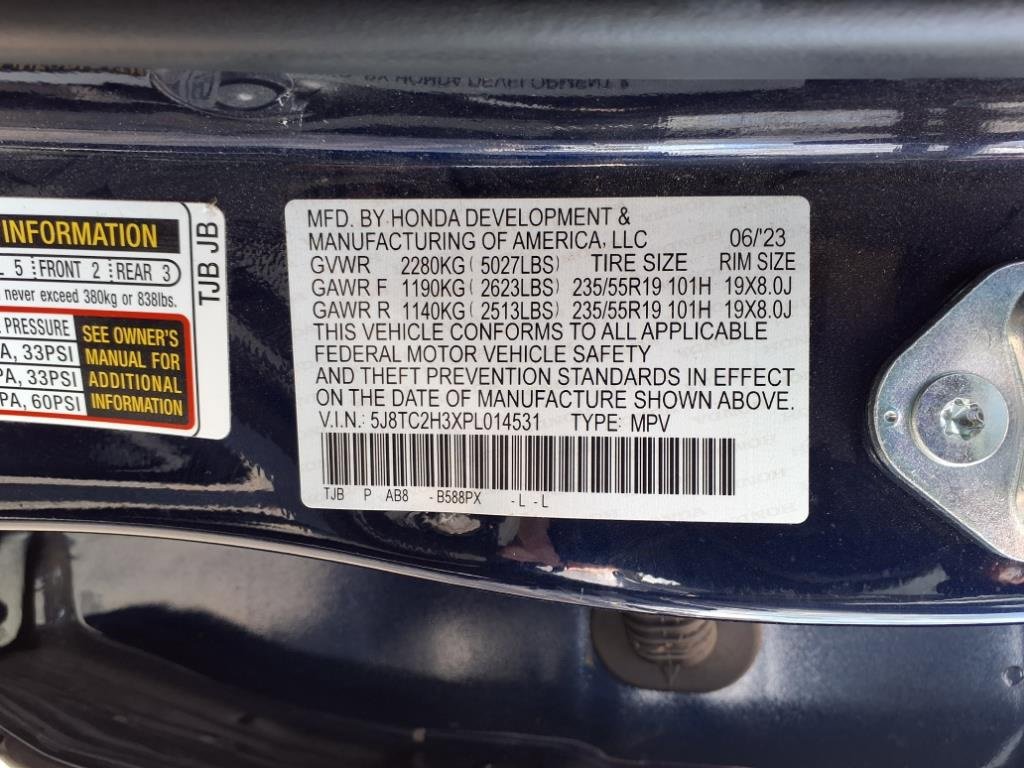 BY HONDA DEVELOPMENT &
INFORMATION
L 5 FRONT 2 REAR 3
never exceed 380kg or 838lbs.
PRESSURE
A, 33PSI
PA, 33PSI
PA, 60PSI
SEE OWNER'S
MANUAL FOR
ADDITIONAL
INFORMATION
TJB JB
MFD. BY HONDA DEVELOPMENT &
MANUFACTURING OF AMERICA, LLC 06/'23
GVWR 2280KG ( 5027LBS) TIRE SIZE RIM SIZE
GAWR F 1190KG ( 2623LBS) 235/55R19 101H 19X8.0J
GAWR R 1140KG ( 2513LBS) 235/55R19 101H 19X8.0J
THIS VEHICLE CONFORMS TO ALL APPLICABLE
FEDERAL MOTOR VEHICLE SAFETY
AND THEFT PREVENTION STANDARDS IN EFFECT
ON THE DATE OF MANUFACTURE SHOWN ABOVE.
V.I.N.: 5J8TC2H3XPL014531 TYPE: MPV
TJB P AB8 -B588PX -L -L